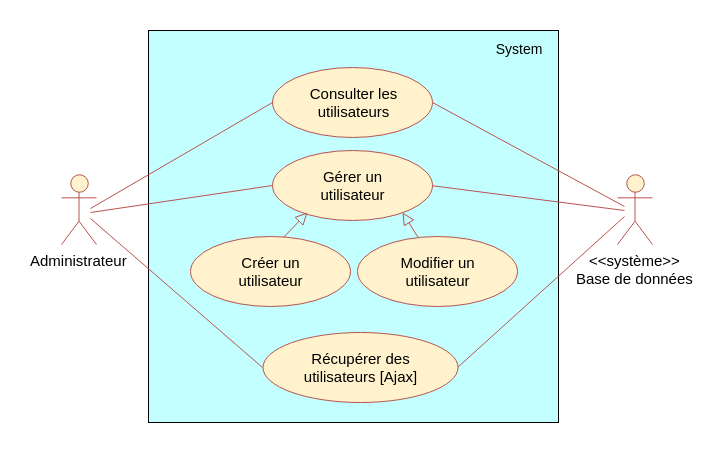 System
Consulter les
utilisateurs
Gérer un
utilisateur
Créer un
utilisateur
Modifier un
utilisateur
Administrateur
<<système>>
Base de données
Récupérer des
utilisateurs [Ajax]